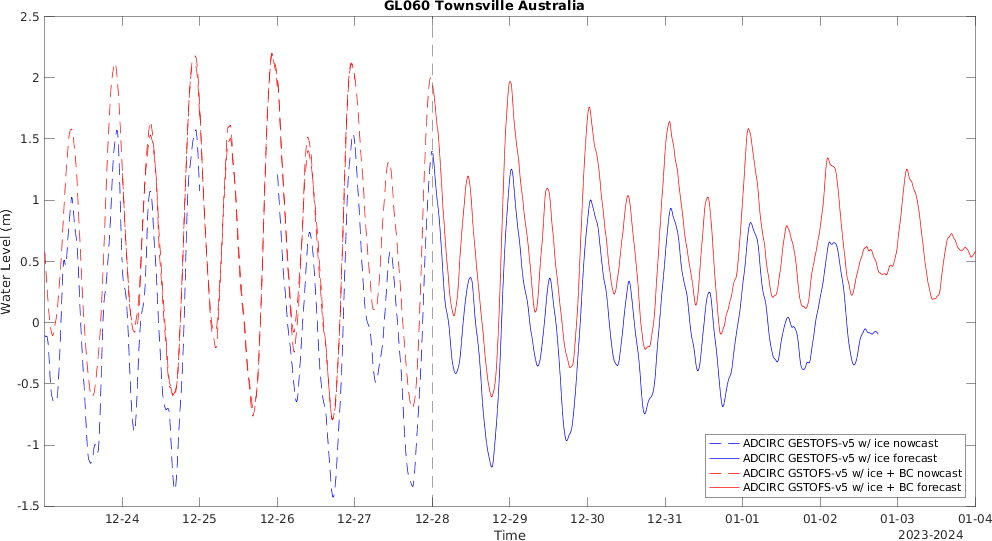 GL060 Townsville Australia
2.5
2
1.5
1
0.5
0
-0.5
-1
-1.5
Water Level (m)
ADCIRC GESTOFS-v5 w/ ice nowcast
ADCIRC GESTOFS-v5 w/ ice forecast
ADCIRC GSTOFS-v5 w/ ice + BC nowcast
ADCIRC GSTOFS-v5 w/ ice + BC forecast
12-24 12-25 12-26 12-27 12-28 12-29 12-30 12-31 01-01 01-02 01-03 01-04
Time
2023-2024